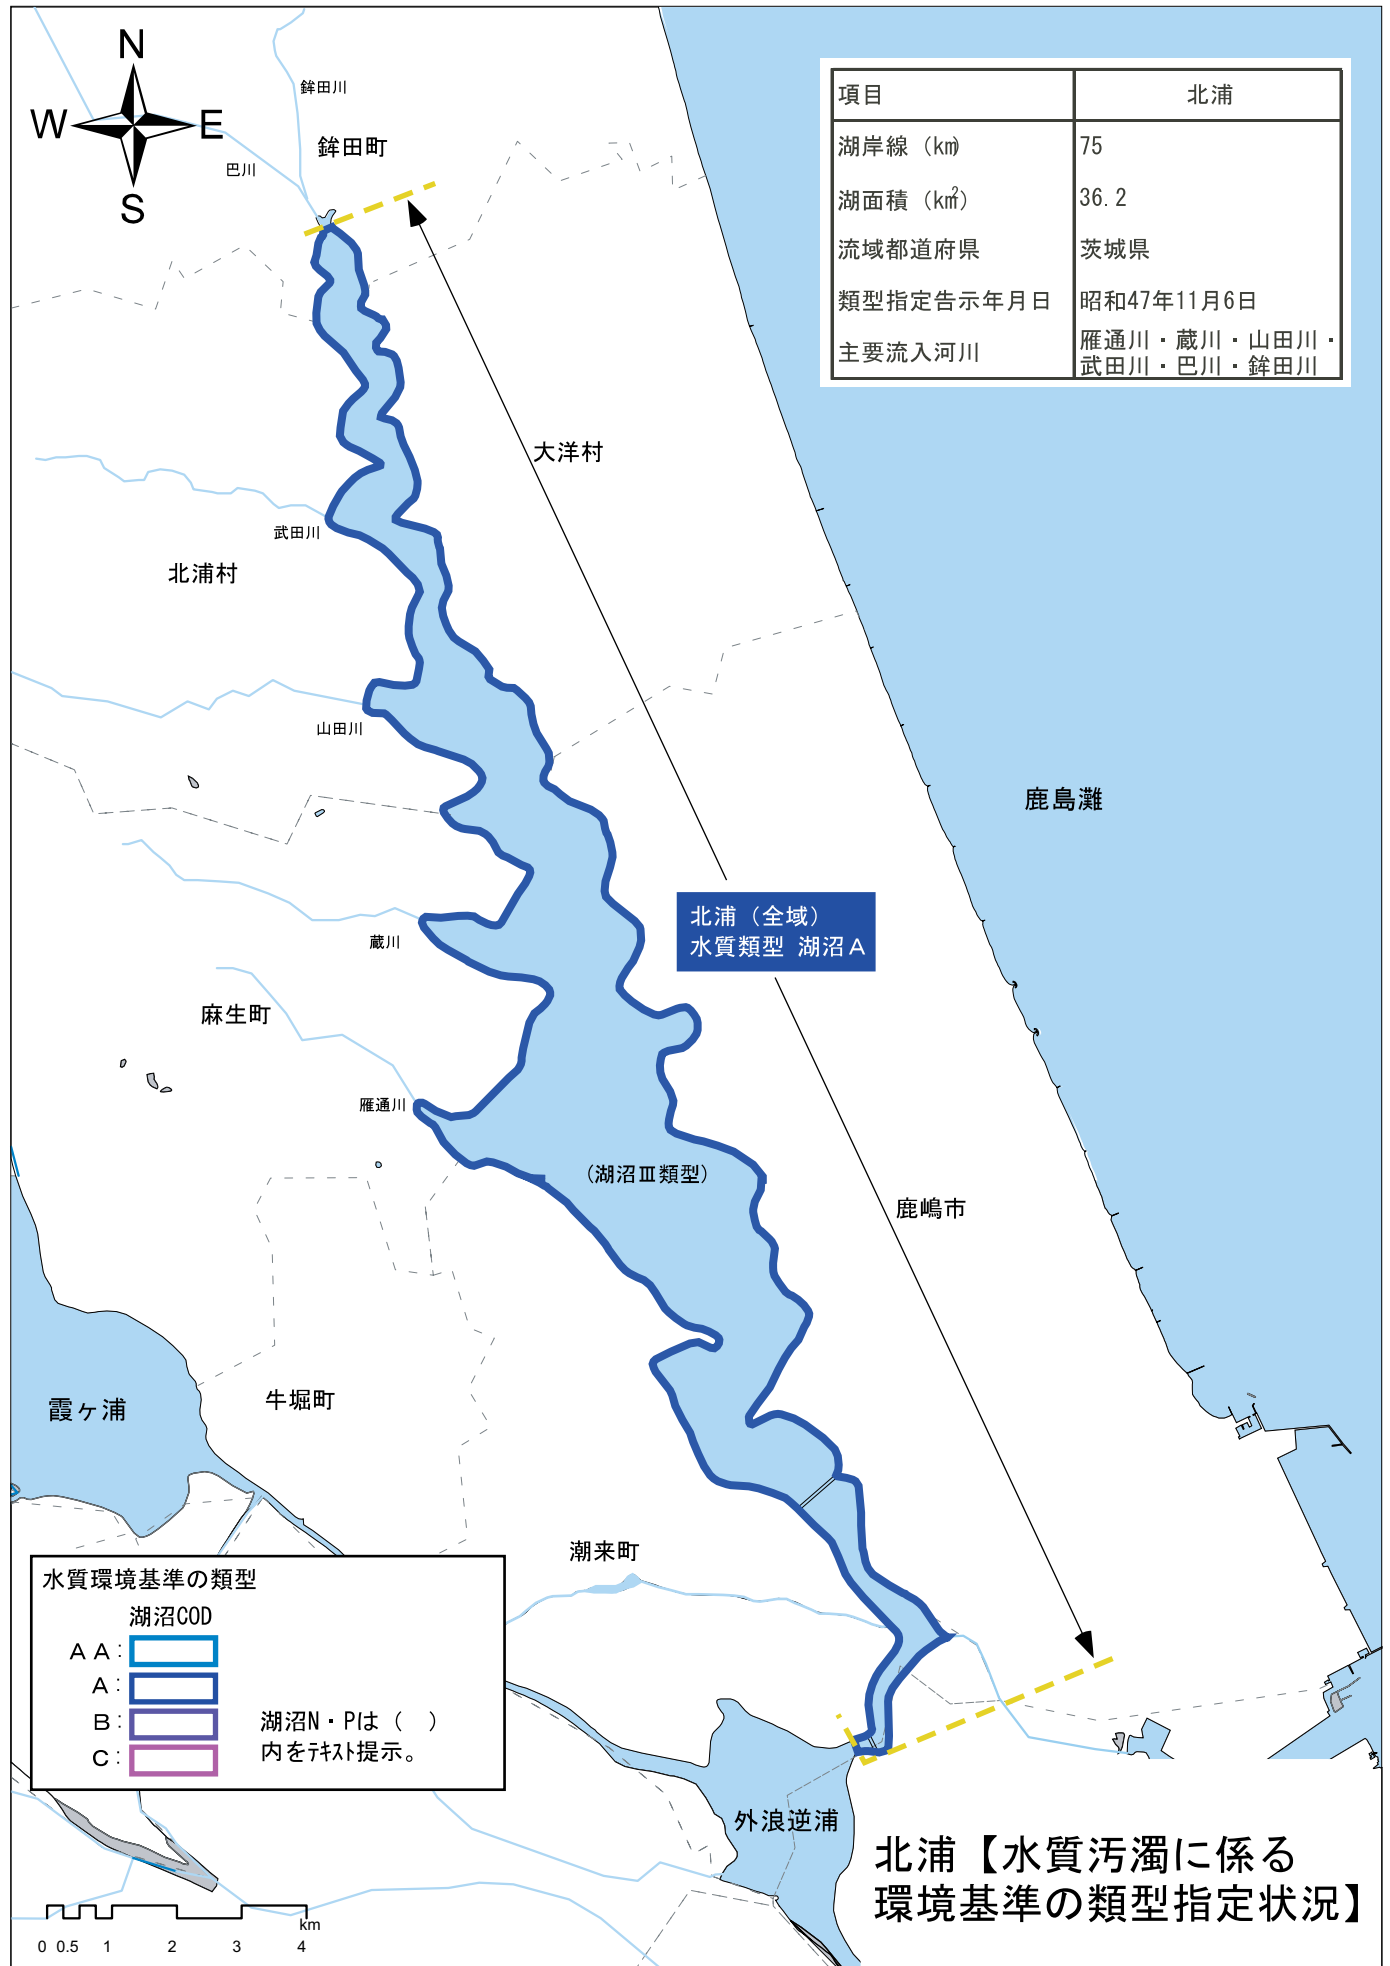 N
W
E
S
鉾田川
鉾田町
巴川
項目 北浦
湖岸線（km） 75
湖面積（km²） 36.2
流域都道府県 茨城県
類型指定告示年月日 昭和47年11月6日
主要流入河川 雁通川・蔵川・山田川・
武田川・巴川・鉾田川
大洋村
武田川
北浦村
山田川
鹿島灘
北浦（全域）
水質類型 湖沼A
蔵川
麻生町
雁通川
（湖沼Ⅲ類型）
鹿嶋市
霞ヶ浦
牛堀町
潮来町
水質環境基準の類型
湖沼COD
AA：
A：
B：
C：
湖沼N・Pは（　）
内をテキスト提示。
外浪逆浦
北浦【水質汚濁に係る
環境基準の類型指定状況】
km
0 0.5 1 2 3 4